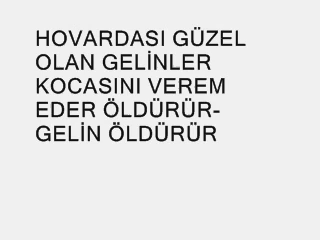 HOVARDASI GÜZEL
OLAN GELİNLER
KOCASINI VEREM
EDER ÖLDÜRÜR-
GELİN ÖLDÜRÜR